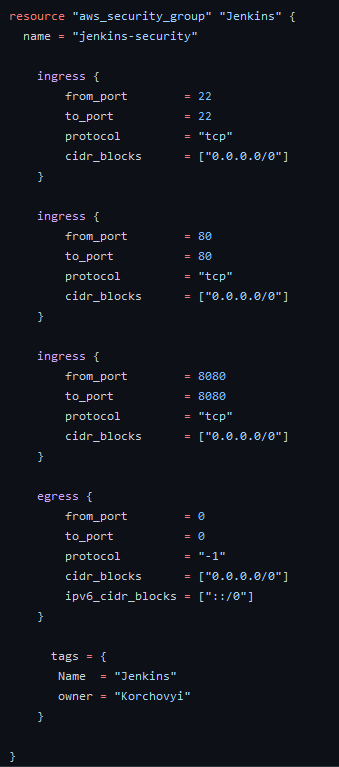 resource "aws_security_group" "Jenkins" {
  name = "jenkins-security"

    ingress {
        from_port        = 22
        to_port          = 22
        protocol         = "tcp"
        cidr_blocks      = ["0.0.0.0/0"]
    }

    ingress {
        from_port        = 80
        to_port          = 80
        protocol         = "tcp"
        cidr_blocks      = ["0.0.0.0/0"]
    }

    ingress {
        from_port        = 8080
        to_port          = 8080
        protocol         = "tcp"
        cidr_blocks      = ["0.0.0.0/0"]
    }

    egress {
        from_port        = 0
        to_port          = 0
        protocol         = "-1"
        cidr_blocks      = ["0.0.0.0/0"]
        ipv6_cidr_blocks = ["::/0"]
    }

      tags = {
       Name  = "Jenkins"
       owner = "Korchovyi"
    }

}